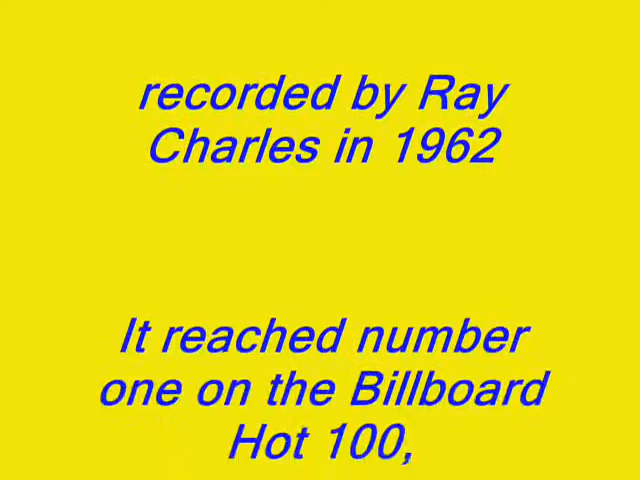 recorded by Ray
Charles in 1962
It reached number
one on the Billboard
Hot 100,